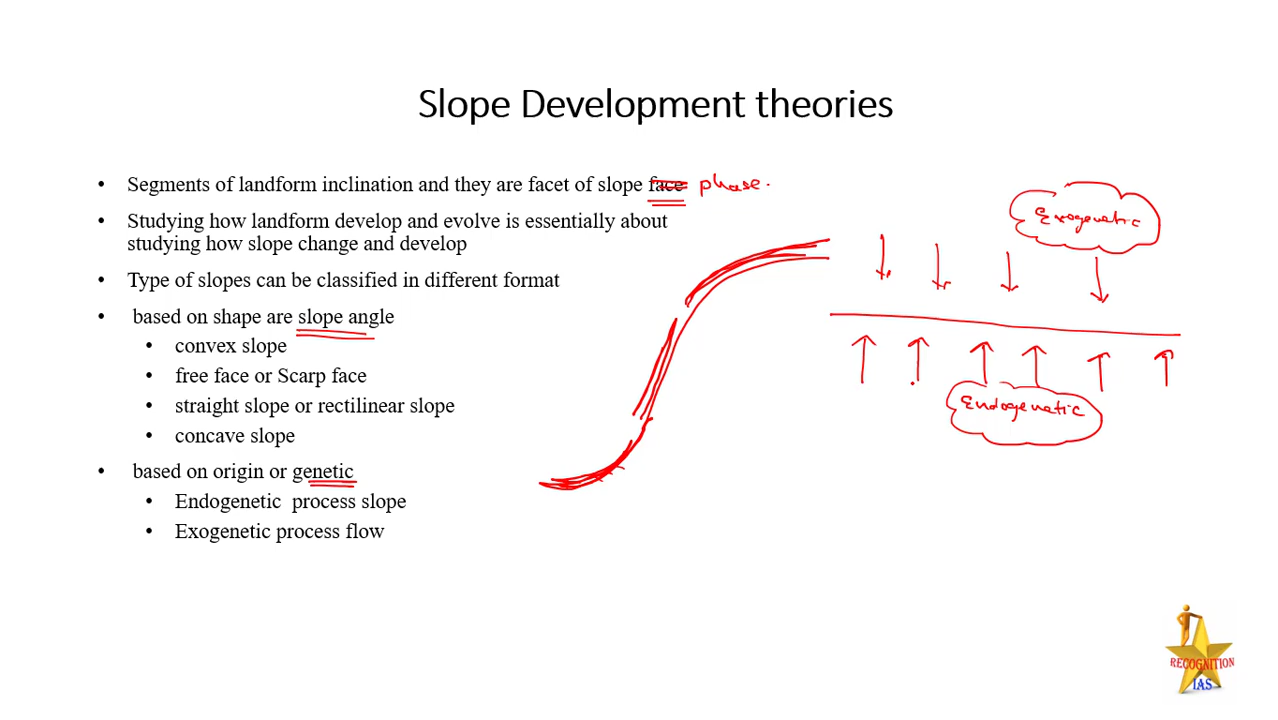 Slope Development theories
• Segments of landform inclination and they are facet of slope face phase.
• Studying how landform develop and evolve is essentially about
studying how slope change and develop
• Type of slopes can be classified in different format
• based on shape are slope angle
• convex slope
• free face or Scarp face
• straight slope or rectilinear slope
• concave slope
• based on origin or genetic
• Endogenetic process slope
• Exogenetic process flow
Exogenetic
Endogenetic
RECOGNITION
IAS